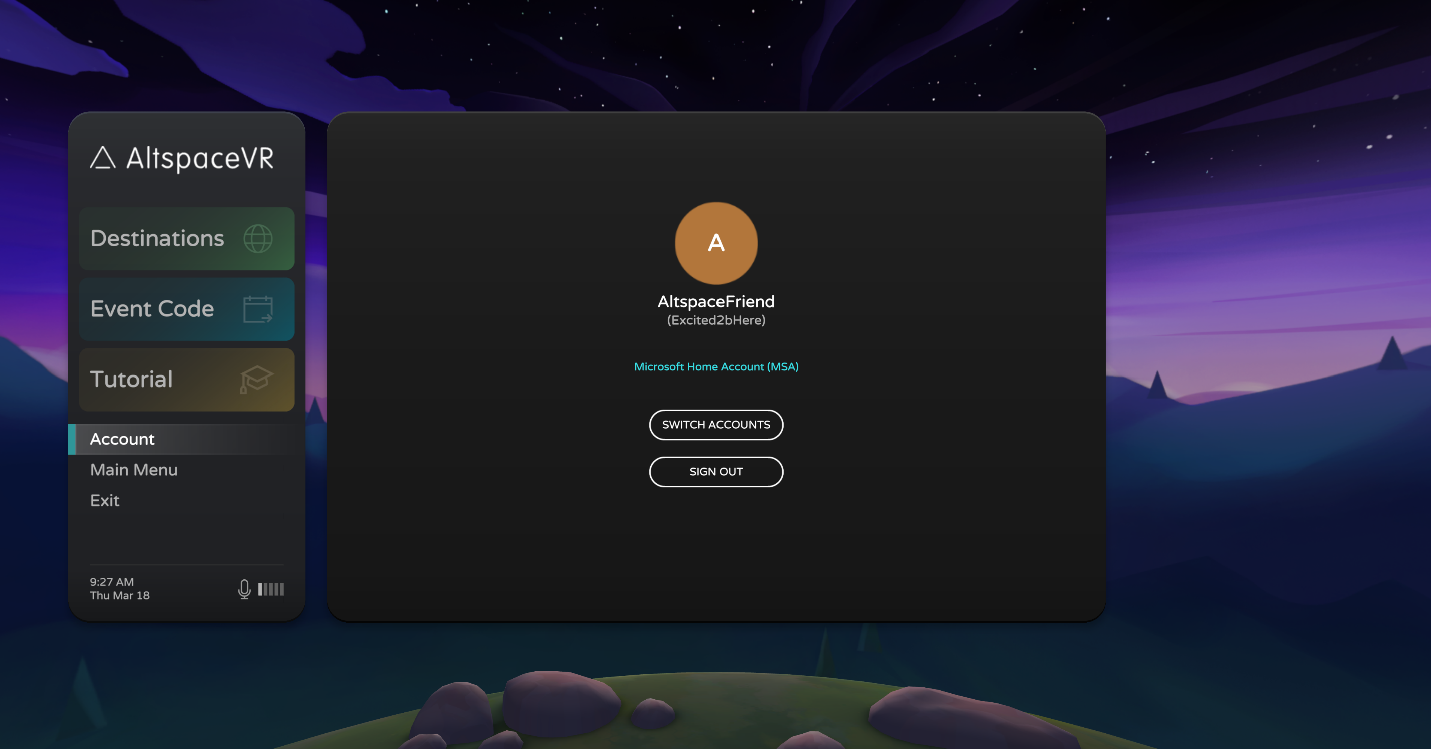 AltspaceVR
Destinations
Event Code
Tutorial
Account
Main Menu
Exit
9:27 AM
Thu Mar 18
A
AltspaceFriend
(Excited2bHere)
Microsoft Home Account (MSA)
SWITCH ACCOUNTS
SIGN OUT